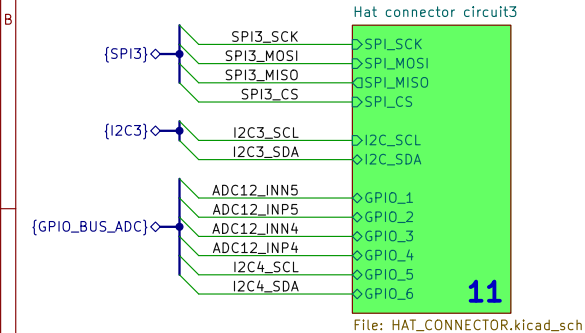 Hat connector circuit3
B
SPI3_SCK
SPI_SCK
{SPI3}
SPI3_MOSI
SPI_MOSI
SPI3_MISO
SPI_MISO
SPI3_CS
SPI_CS
{I2C3}
I2C3_SCL
I2C_SCL
I2C3_SDA
I2C_SDA
ADC12_INN5
GPIO_1
ADC12_INP5
GPIO_2
{GPIO_BUS_ADC}
ADC12_INN4
GPIO_3
ADC12_INP4
GPIO_4
I2C4_SCL
GPIO_5
I2C4_SDA
GPIO_6
11
File: HAT_CONNECTOR.kicad_sch